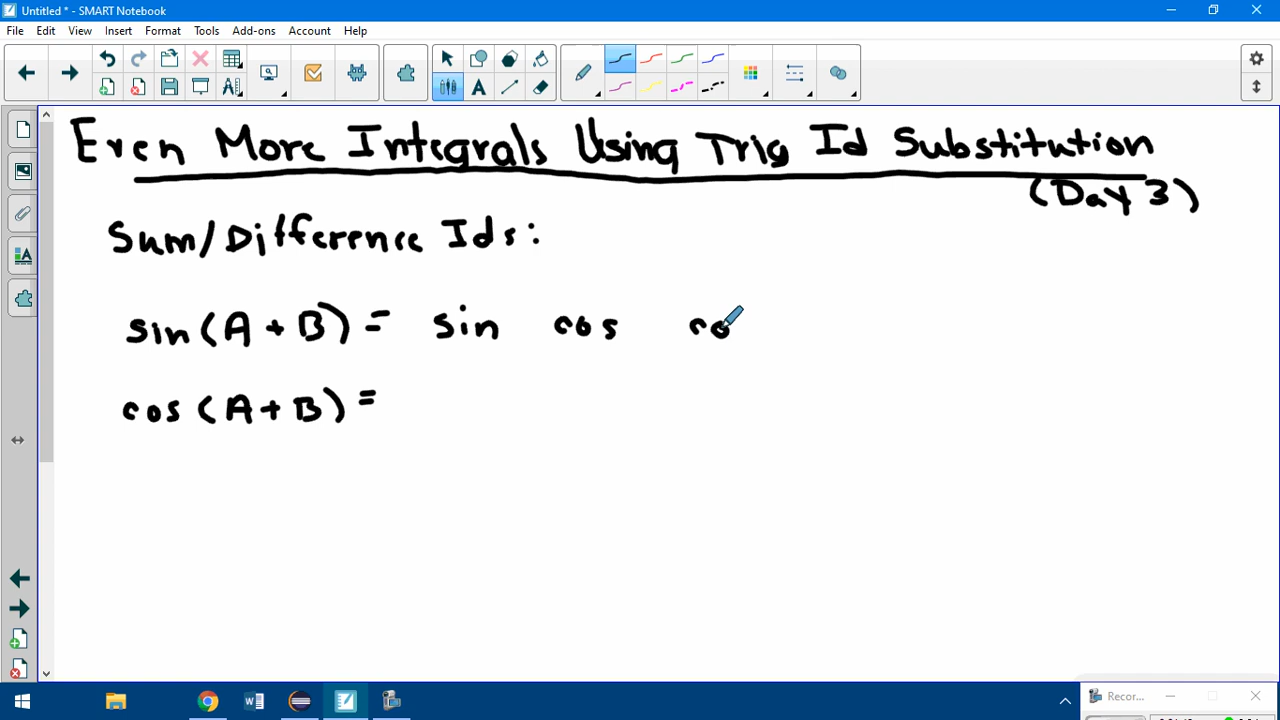 Untitled * - SMART Notebook
File Edit View Insert Format Tools Add-ons Account Help
Even More Integrals Using Trig Id Substitution
(Day 3)
Sum/Difference Ids:
sin(A + B) = sin cos co
cos(A + B) =
Recor...